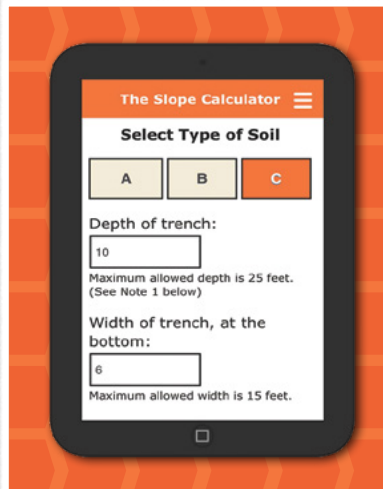 The Slope Calculator
Select Type of Soil
A B C
Depth of trench:
10
Maximum allowed depth is 25 feet.
(See Note 1 below)
Width of trench, at the
bottom:
6
Maximum allowed width is 15 feet.